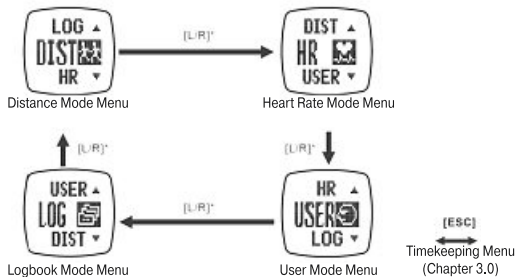 LOG ▲
DIST
HR ▼
Distance Mode Menu
[L/R]*
DIST ▲
HR
USER ▼
Heart Rate Mode Menu
[L/R]*
[L/R]*
USER ▲
LOG
DIST ▼
Logbook Mode Menu
[L/R]*
HR ▲
USER
LOG ▼
User Mode Menu
[ESC]
Timekeeping Menu
(Chapter 3.0)